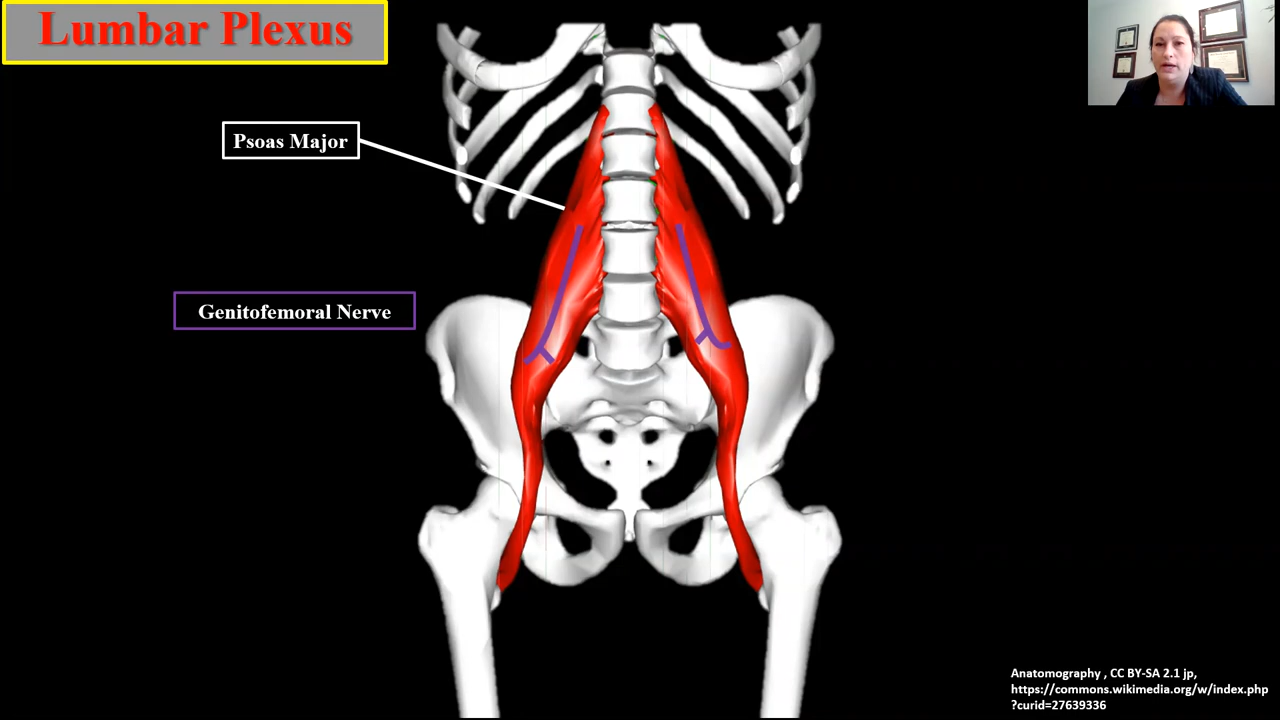 Lumbar Plexus
Psoas Major
Genitofemoral Nerve
Anatomography , CC BY-SA 2.1 jp,
https://commons.wikimedia.org/w/index.php
?curid=27639336